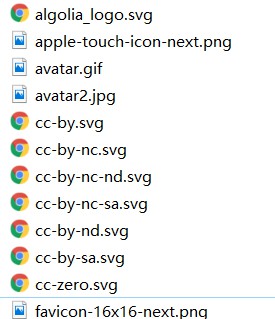 algolia_logo.svg
apple-touch-icon-next.png
avatar.gif
avatar2.jpg
cc-by.svg
cc-by-nc.svg
cc-by-nc-nd.svg
cc-by-nc-sa.svg
cc-by-nd.svg
cc-by-sa.svg
cc-zero.svg
favicon-16x16-next.png